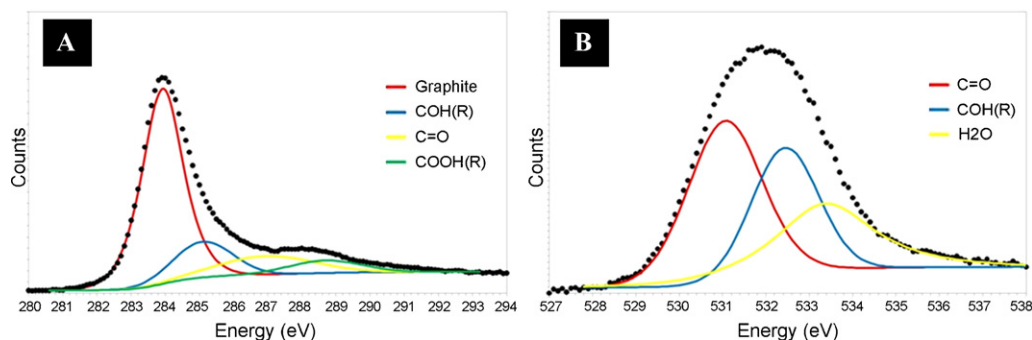 A
Graphite
COH(R)
C=O
COOH(R)
Counts
280 281 282 283 284 285 286 287 288 289 290 291 292 293 294
Energy (eV)
B
C=O
COH(R)
H2O
Counts
527 528 529 530 531 532 533 534 535 536 537 538
Energy (eV)